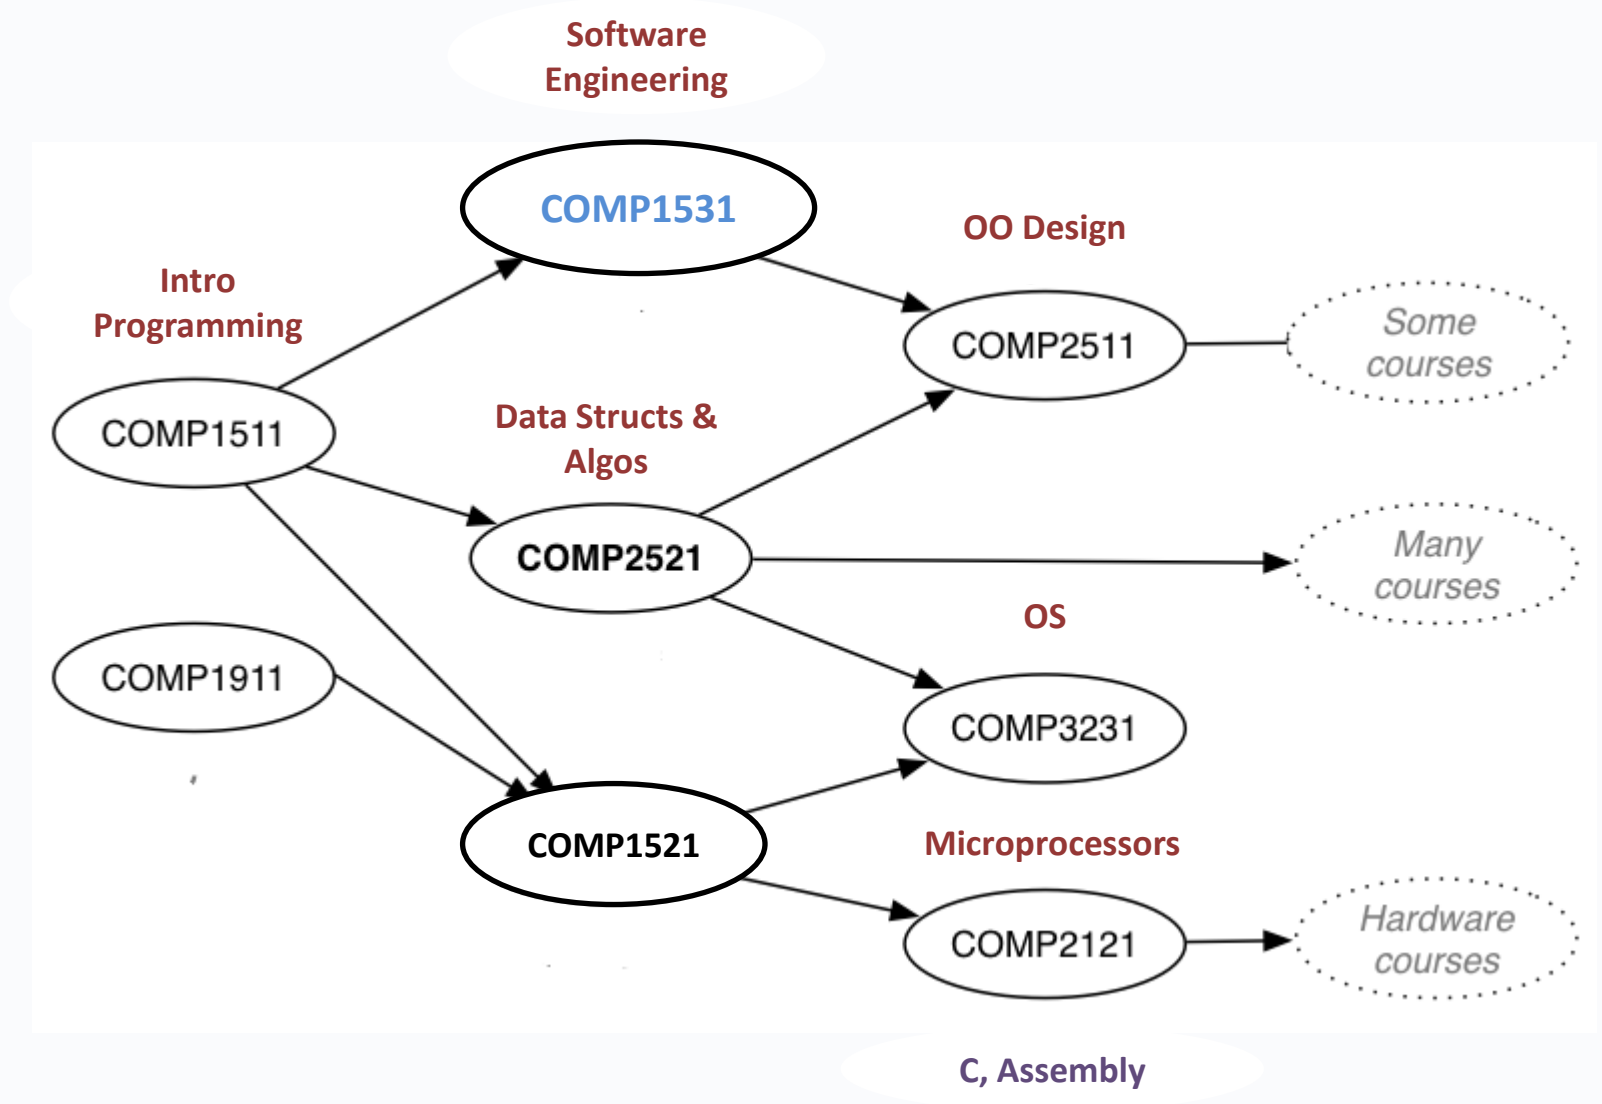 Software
Engineering
COMP1531
OO Design
Intro
Programming
COMP2511
Some
courses
COMP1511
Data Structs &
Algos
COMP2521
Many
courses
OS
COMP1911
COMP3231
COMP1521
Microprocessors
COMP2121
Hardware
courses
C, Assembly